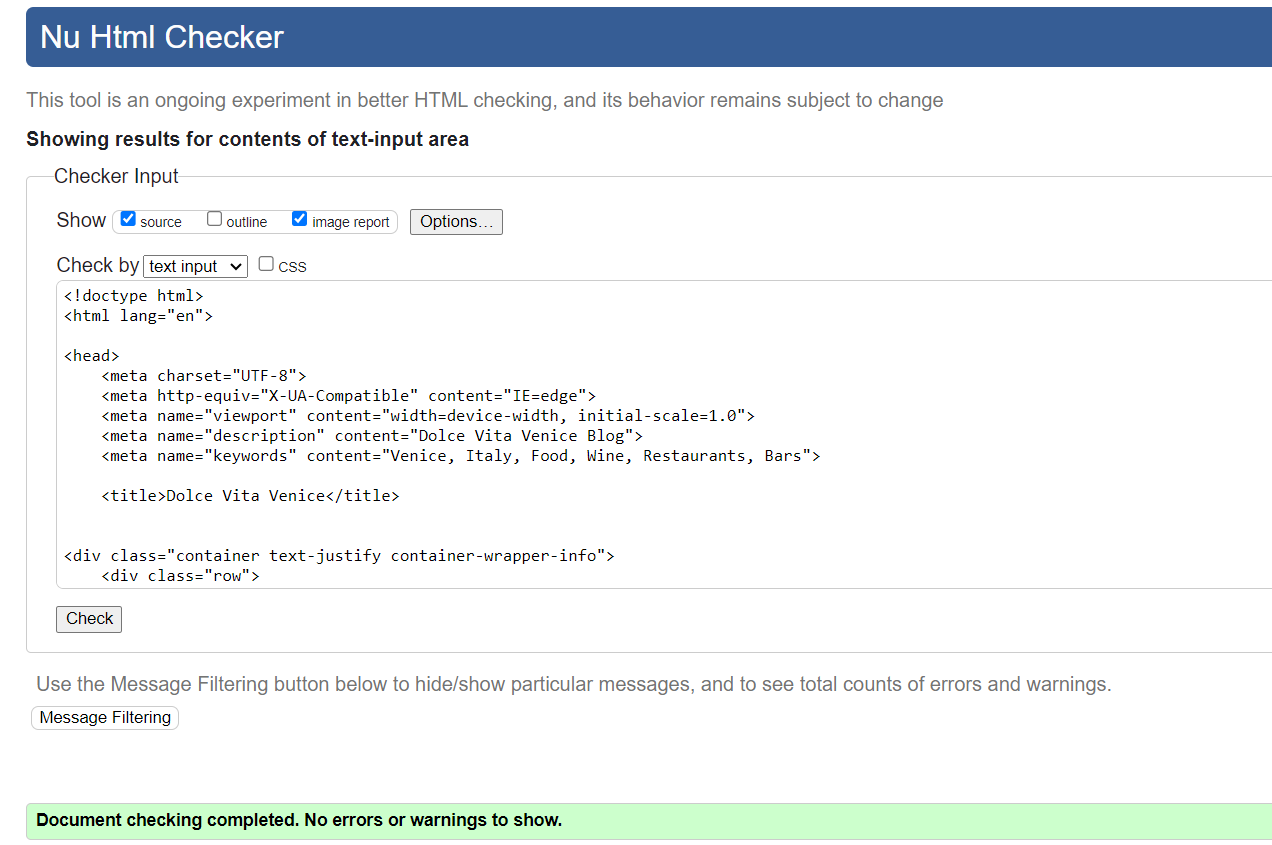 Nu Html Checker
This tool is an ongoing experiment in better HTML checking, and its behavior remains subject to change
Showing results for contents of text-input area
Checker Input
Show source outline image report Options...
Check by text input CSS
<!doctype html>
<html lang="en">
<head>
<meta charset="UTF-8">
<meta http-equiv="X-UA-Compatible" content="IE=edge">
<meta name="viewport" content="width=device-width, initial-scale=1.0">
<meta name="description" content="Dolce Vita Venice Blog">
<meta name="keywords" content="Venice, Italy, Food, Wine, Restaurants, Bars">
<title>Dolce Vita Venice</title>
<div class="container text-justify container-wrapper-info">
<div class="row">
Check
Use the Message Filtering button below to hide/show particular messages, and to see total counts of errors and warnings.
Message Filtering
Document checking completed. No errors or warnings to show.